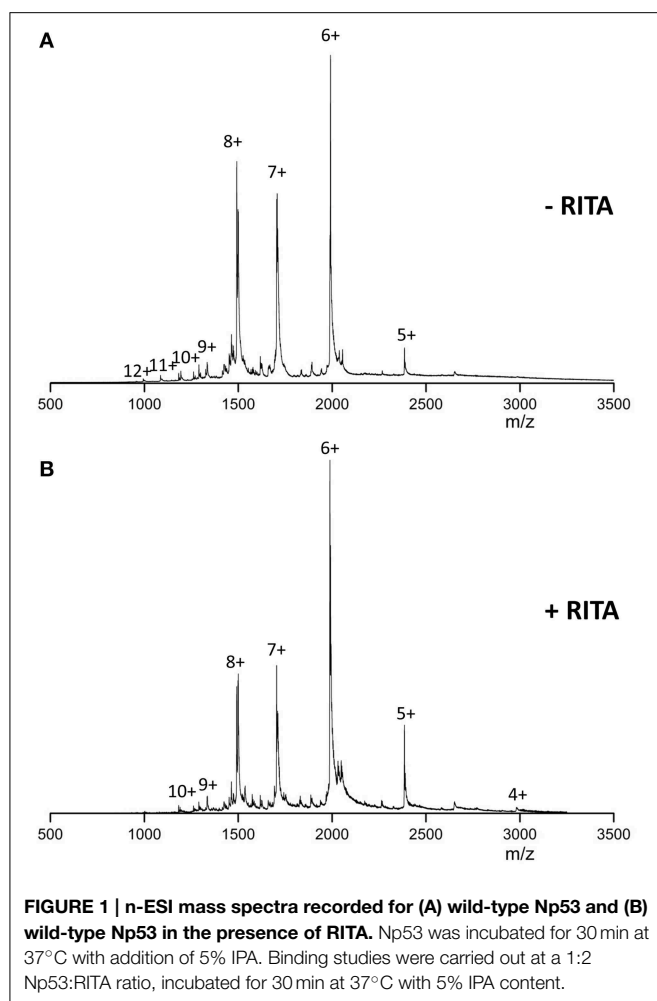 A
6+
8+
7+
- RITA
5+
9+
10+
11+
12+
500 1000 1500 2000 2500 3000 3500
m/z
B
6+
+ RITA
7+
8+
5+
10+ 9+ 4+
500 1000 1500 2000 2500 3000 3500
m/z
FIGURE 1 | n-ESI mass spectra recorded for (A) wild-type Np53 and (B)
wild-type Np53 in the presence of RITA. Np53 was incubated for 30 min at
37°C with addition of 5% IPA. Binding studies were carried out at a 1:2
Np53:RITA ratio, incubated for 30 min at 37°C with 5% IPA content.